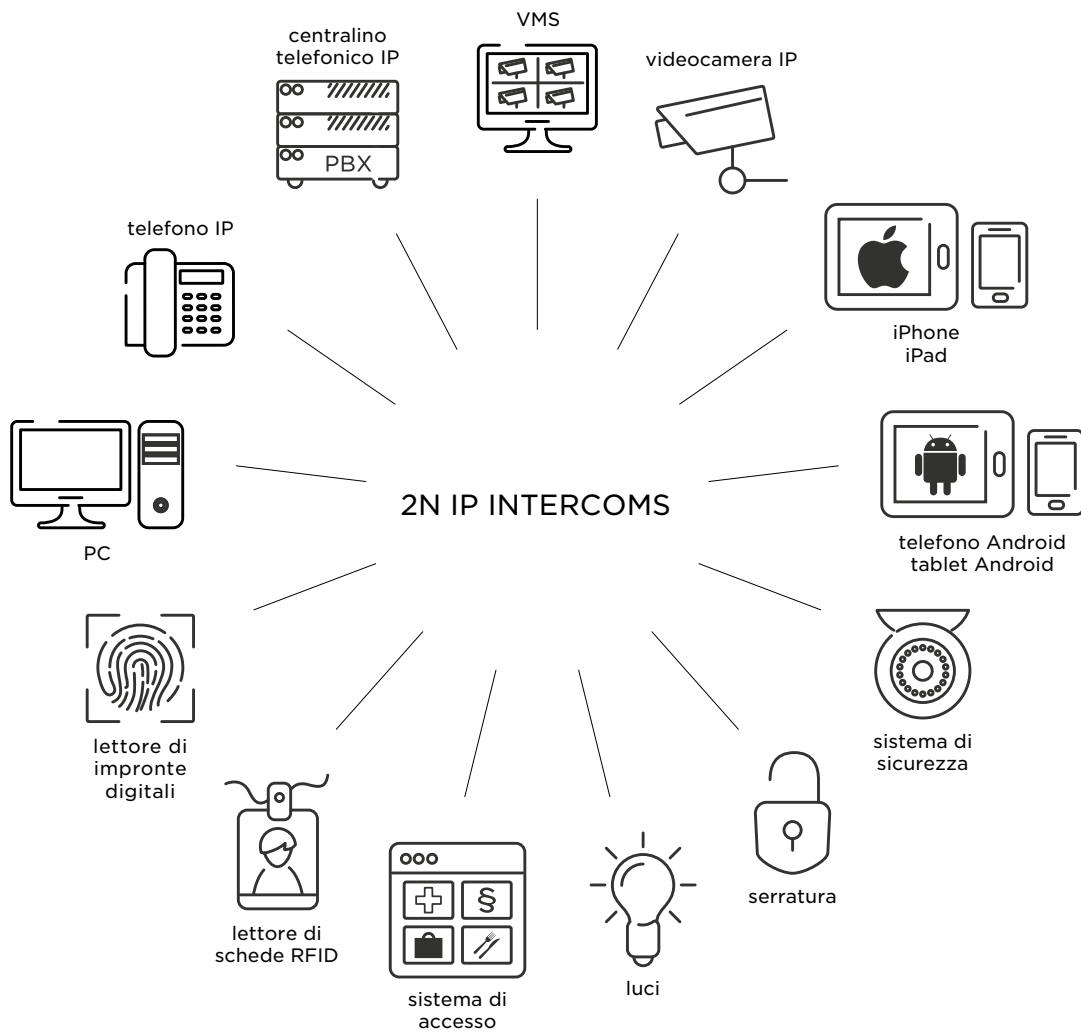 VMS
centralino
telefonico IP
videocamera IP
PBX
telefono IP
iPhone
iPad
2N IP INTERCOMS
PC
telefono Android
tablet Android
lettore di
impronte
digitali
sistema di
sicurezza
serratura
§
lettore di
schede RFID
luci
sistema di
accesso